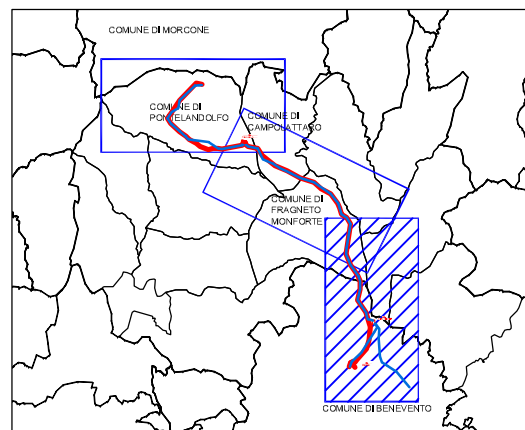 COMUNE DI MORCONE
COMUNE DI
PONTELANDOLFO
COMUNE DI
CAMPOLATTARO
COMUNE DI
FRAGNETO
MONFORTE
COMUNE DI BENEVENTO